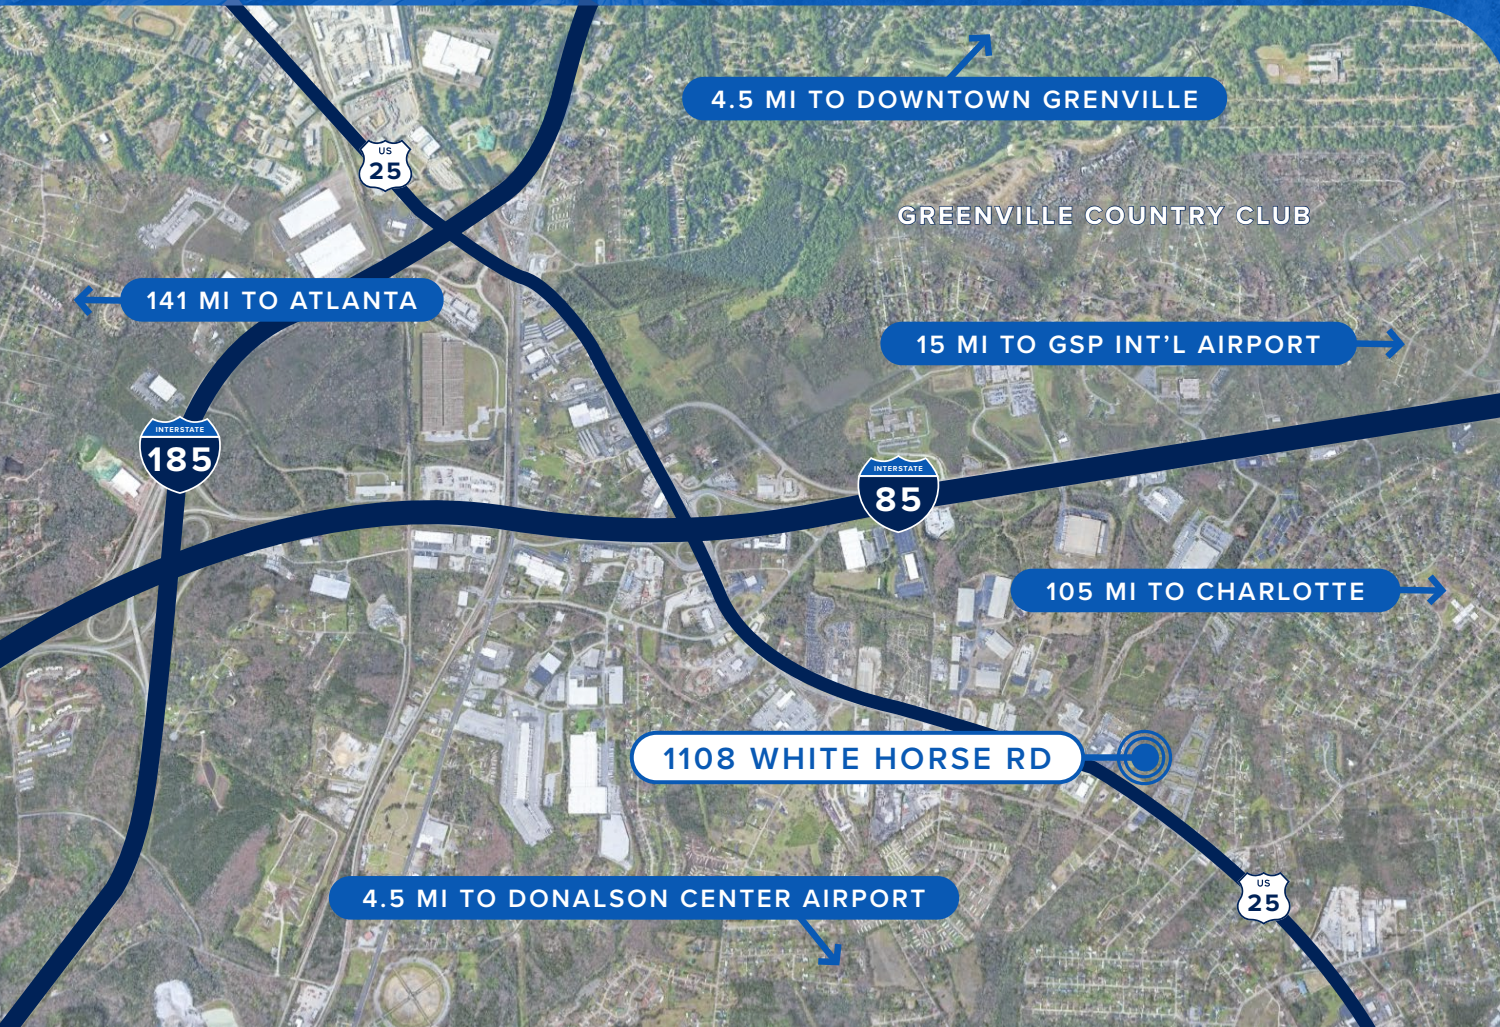 4.5 MI TO DOWNTOWN GRENVILLE
US
25
GREENVILLE COUNTRY CLUB
141 MI TO ATLANTA
15 MI TO GSP INT'L AIRPORT
INTERSTATE
185
INTERSTATE
85
105 MI TO CHARLOTTE
1108 WHITE HORSE RD
4.5 MI TO DONALSON CENTER AIRPORT
US
25